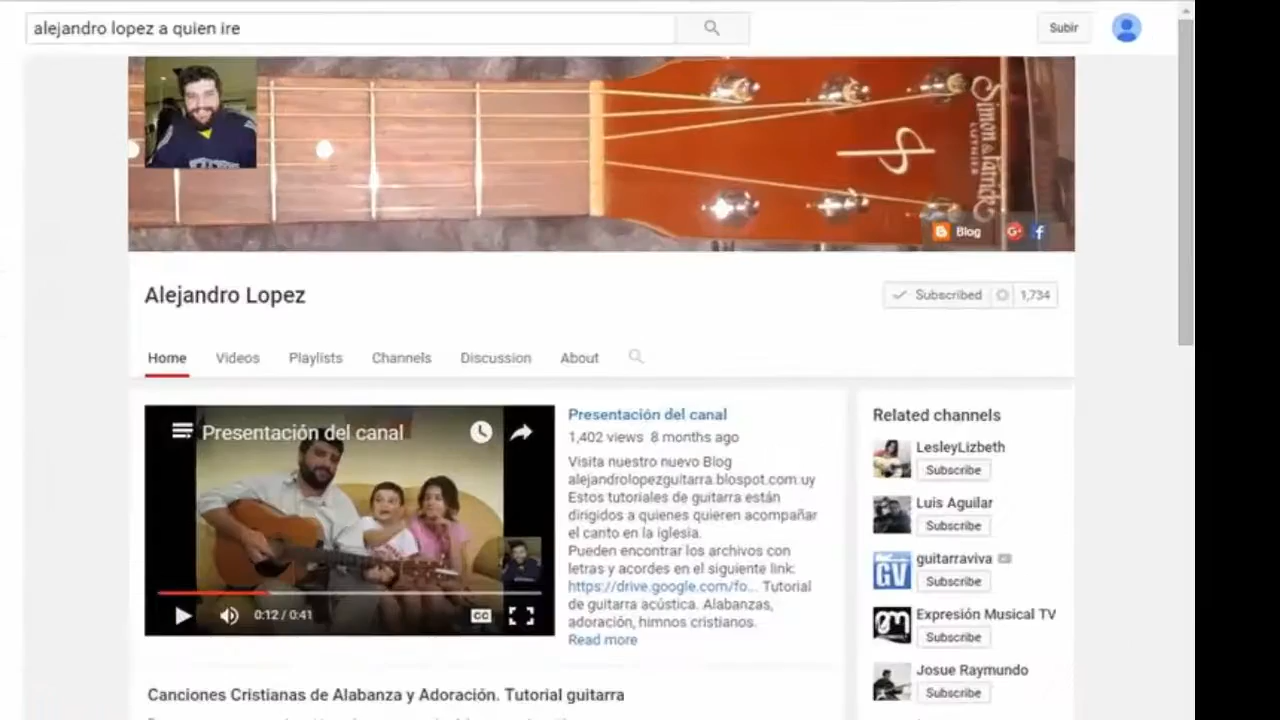 alejandro lopez a quien ire
Subir
Simon & Patrick
LUTHIER
Blog
Alejandro Lopez
Subscribed 1,734
Home Videos Playlists Channels Discussion About
Presentación del canal
0:12 / 0:41
CC
Presentación del canal
1,402 views 8 months ago
Visita nuestro nuevo Blog
alejandrolopezguitarra.blospot.com.uy
Estos tutoriales de guitarra están
dirigidos a quienes quieren acompañar
el canto en la iglesia.
Pueden encontrar los archivos con
letras y acordes en el siguiente link:
https://drive.google.com/fo... Tutorial
de guitarra acústica. Alabanzas,
adoración, himnos cristianos.
Read more
Related channels
LesleyLizbeth
Subscribe
Luis Aguilar
Subscribe
GV
guitarraviva
Subscribe
Expresión Musical TV
Subscribe
Josue Raymundo
Subscribe
Canciones Cristianas de Alabanza y Adoración. Tutorial guitarra